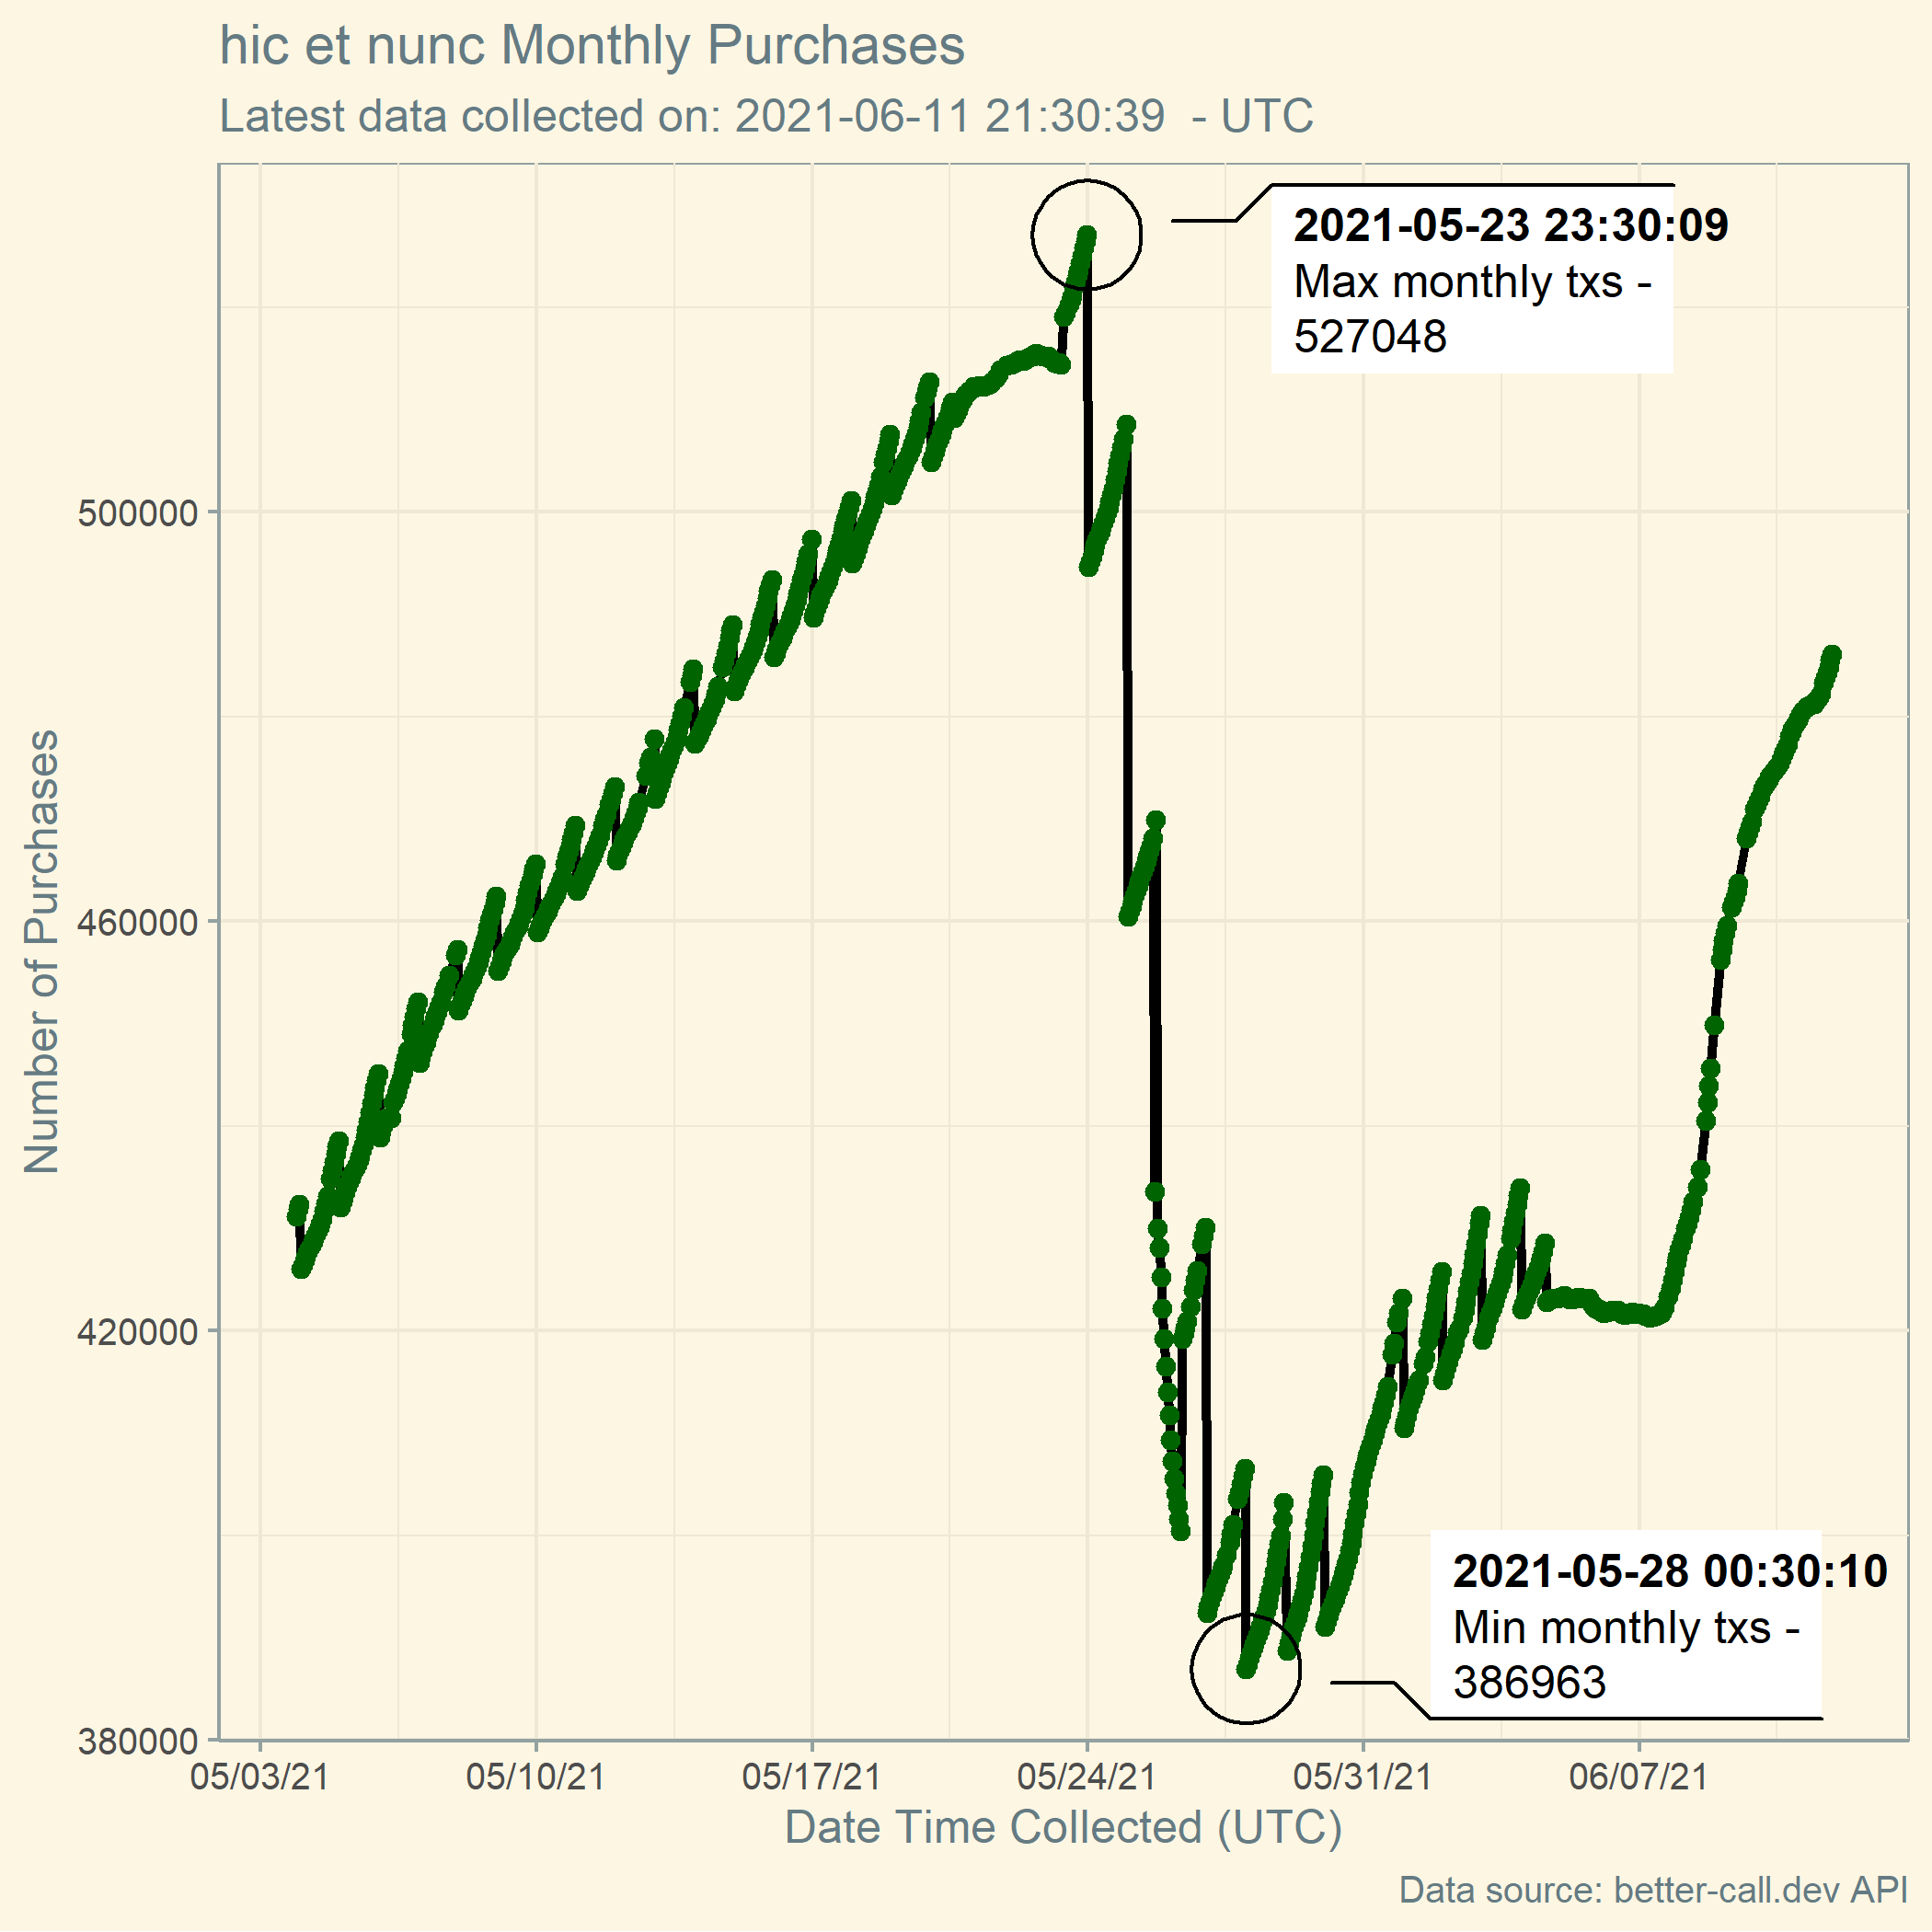 hic et nunc Monthly Purchases
Latest data collected on: 2021-06-11 21:30:39  - UTC
2021-05-23 23:30:09
Max monthly txs -
527048
500000
460000
420000
380000
Number of Purchases
2021-05-28 00:30:10
Min monthly txs -
386963
05/03/21 05/10/21 05/17/21 05/24/21 05/31/21 06/07/21
Date Time Collected (UTC)
Data source: better-call.dev API